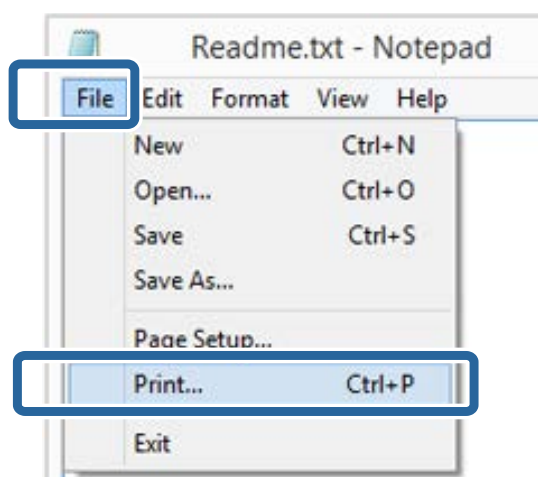 Readme.txt - Notepad
File Edit Format View Help
New Ctrl+N
Open... Ctrl+O
Save Ctrl+S
Save As...
Page Setup...
Print... Ctrl+P
Exit